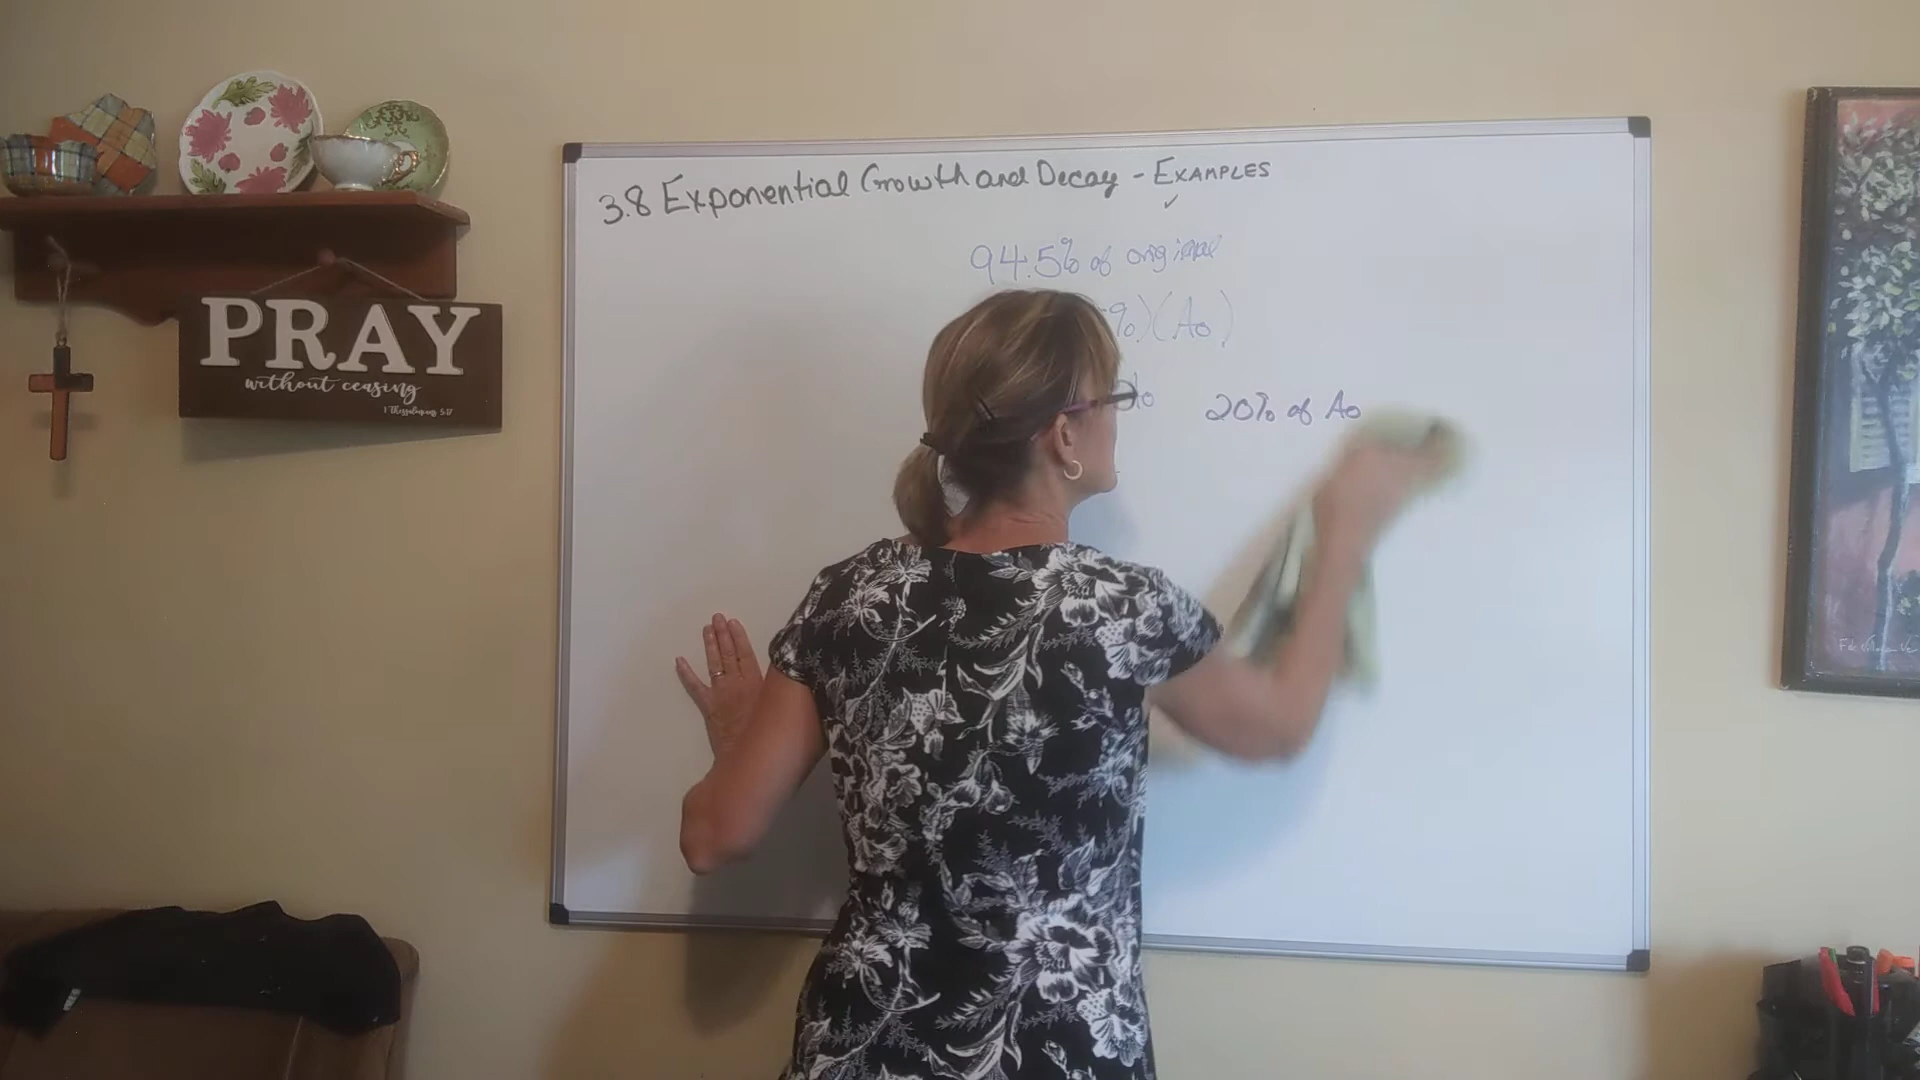 3.8 Exponential Growth and Decay - EXAMPLES
94.5% of original
%)(Ao)
20% of Ao
PRAY
without ceasing
1 Thessalonians 5:17